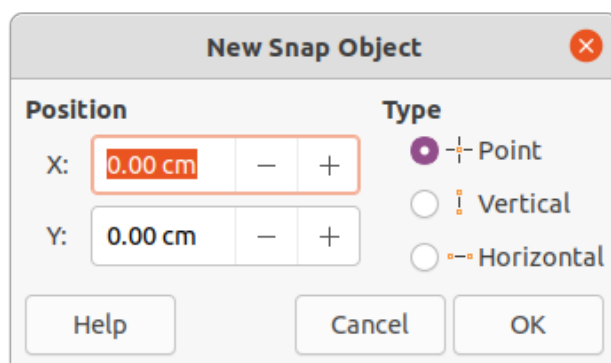 New Snap Object
Position
Type
X: 0.00 cm − +
Point
Vertical
Y: 0.00 cm − +
Horizontal
Help
Cancel
OK